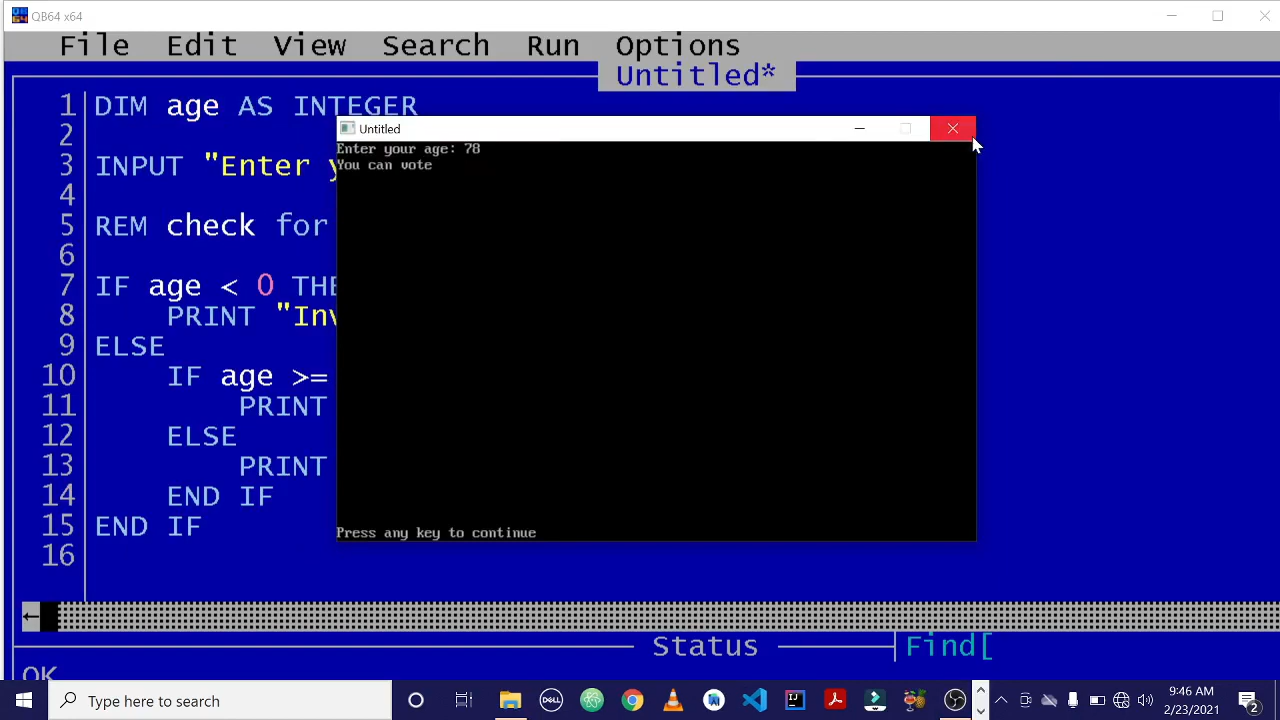 QB64 x64
File Edit View Search Run Options
Untitled*
1 DIM age AS INTEGER
2
3 INPUT "Enter
4
5 REM check for
6
7 IF age < 0
8 PRINT "Inv
9 ELSE
10 IF age >=
11 PRINT
12 ELSE
13 PRINT
14 END IF
15 END IF
16
Untitled
Enter your age: 78
You can vote
Press any key to continue
Status Find[
OK
Type here to search
DELL
9:46 AM
2/23/2021
2